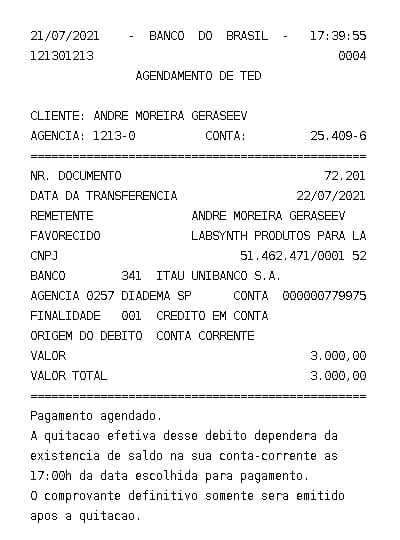 21/07/2021 - BANCO DO BRASIL - 17:39:55
121301213 0004
AGENDAMENTO DE TED
CLIENTE: ANDRE MOREIRA GERASEEV
AGENCIA: 1213-0 CONTA: 25.409-6
================================================
NR. DOCUMENTO 72.201
DATA DA TRANSFERENCIA 22/07/2021
REMETENTE ANDRE MOREIRA GERASEEV
FAVORECIDO LABSYNTH PRODUTOS PARA LA
CNPJ 51.462.471/0001 52
BANCO 341 ITAU UNIBANCO S.A.
AGENCIA 0257 DIADEMA SP CONTA 000000779975
FINALIDADE 001 CREDITO EM CONTA
ORIGEM DO DEBITO CONTA CORRENTE
VALOR 3.000,00
VALOR TOTAL 3.000,00
================================================
Pagamento agendado.
A quitacao efetiva desse debito dependera da
existencia de saldo na sua conta-corrente as
17:00h da data escolhida para pagamento.
O comprovante definitivo somente sera emitido
apos a quitacao.